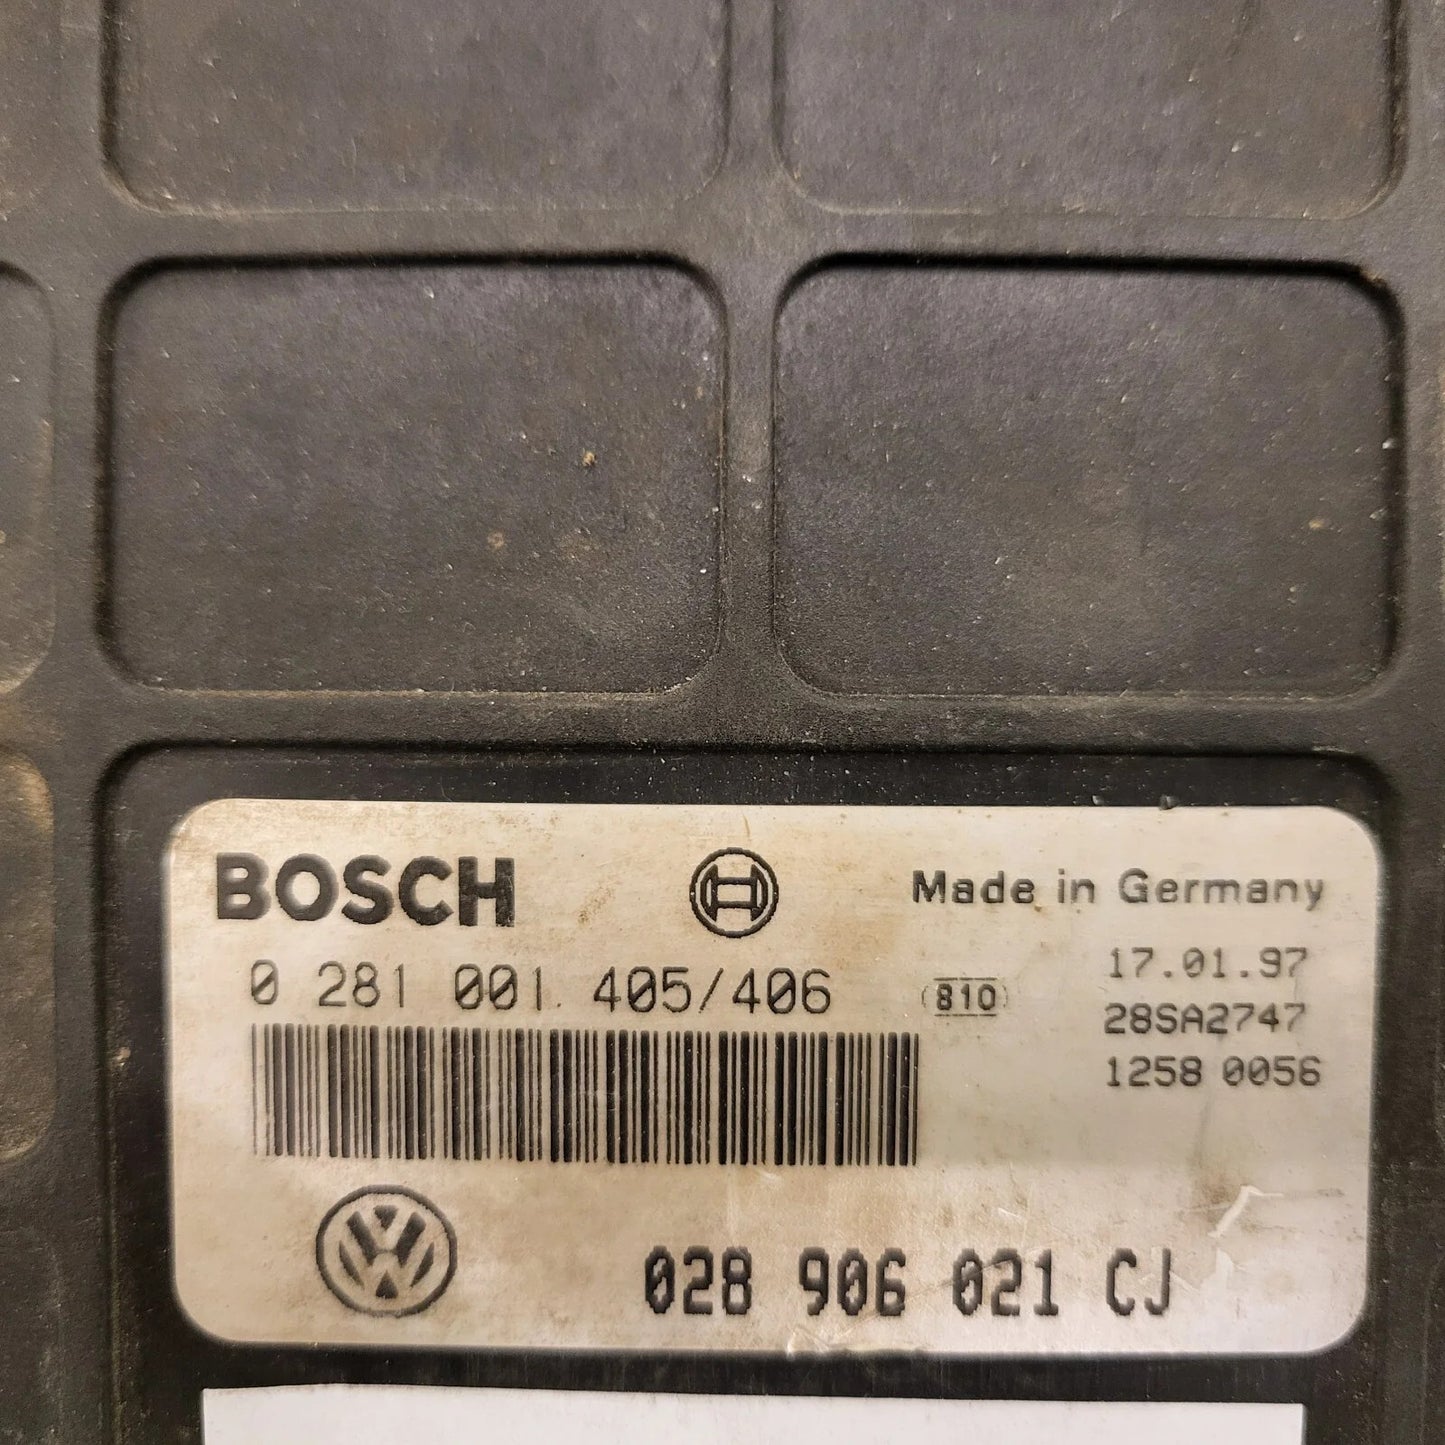 BOSCH
Made in Germany
0 281 001 405/406
810
17.01.97
28SA2747
1258 0056
028 906 021 CJ